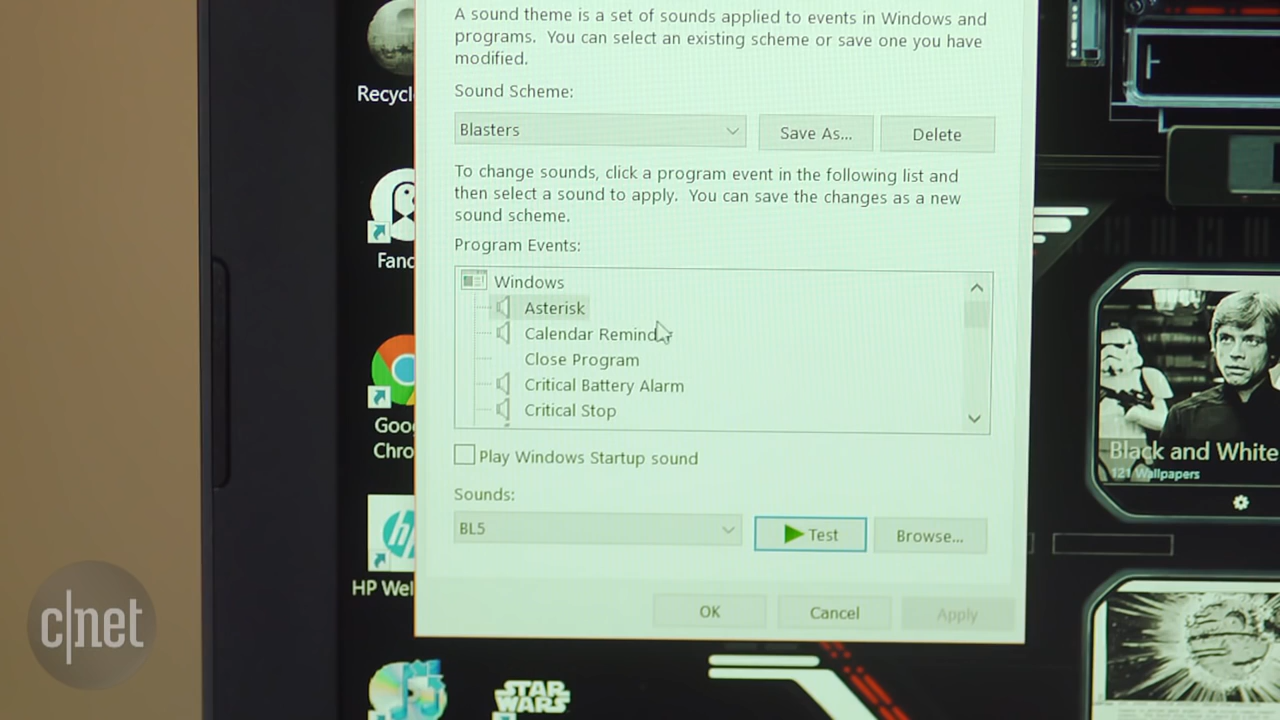 A sound theme is a set of sounds applied to events in Windows and
programs. You can select an existing scheme or save one you have
modified.
Sound Scheme:
Blasters
Save As...
Delete
To change sounds, click a program event in the following list and
then select a sound to apply. You can save the changes as a new
sound scheme.
Program Events:
Windows
Asterisk
Calendar Remind
Close Program
Critical Battery Alarm
Critical Stop
Play Windows Startup sound
Sounds:
BL5
Test
Browse...
OK
Cancel
Apply
Recycl
Fanc
Goo
Chro
hp
HP Wel
STAR
WARS
Black and White
121 Wallpapers
c|net